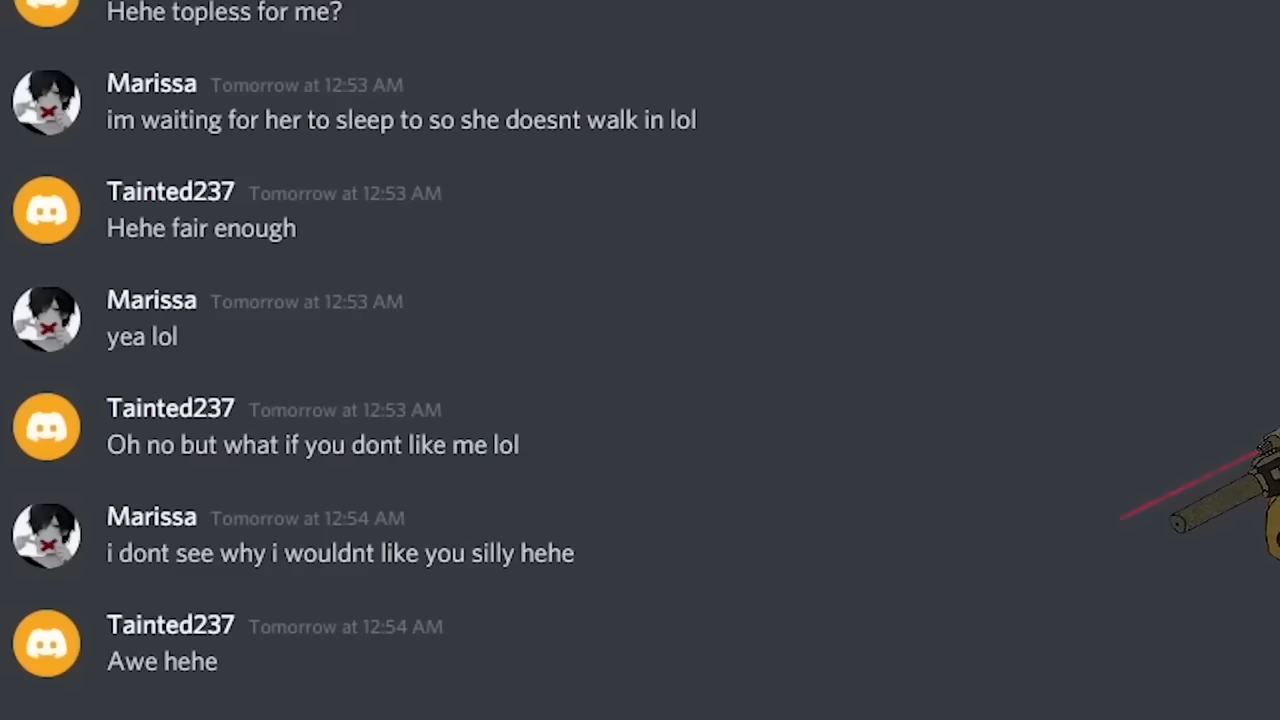 Hehe topless for me?
Marissa Tomorrow at 12:53 AM
im waiting for her to sleep to so she doesnt walk in lol
Tainted237 Tomorrow at 12:53 AM
Hehe fair enough
Marissa Tomorrow at 12:53 AM
yea lol
Tainted237 Tomorrow at 12:53 AM
Oh no but what if you dont like me lol
Marissa Tomorrow at 12:54 AM
i dont see why i wouldnt like you silly hehe
Tainted237 Tomorrow at 12:54 AM
Awe hehe